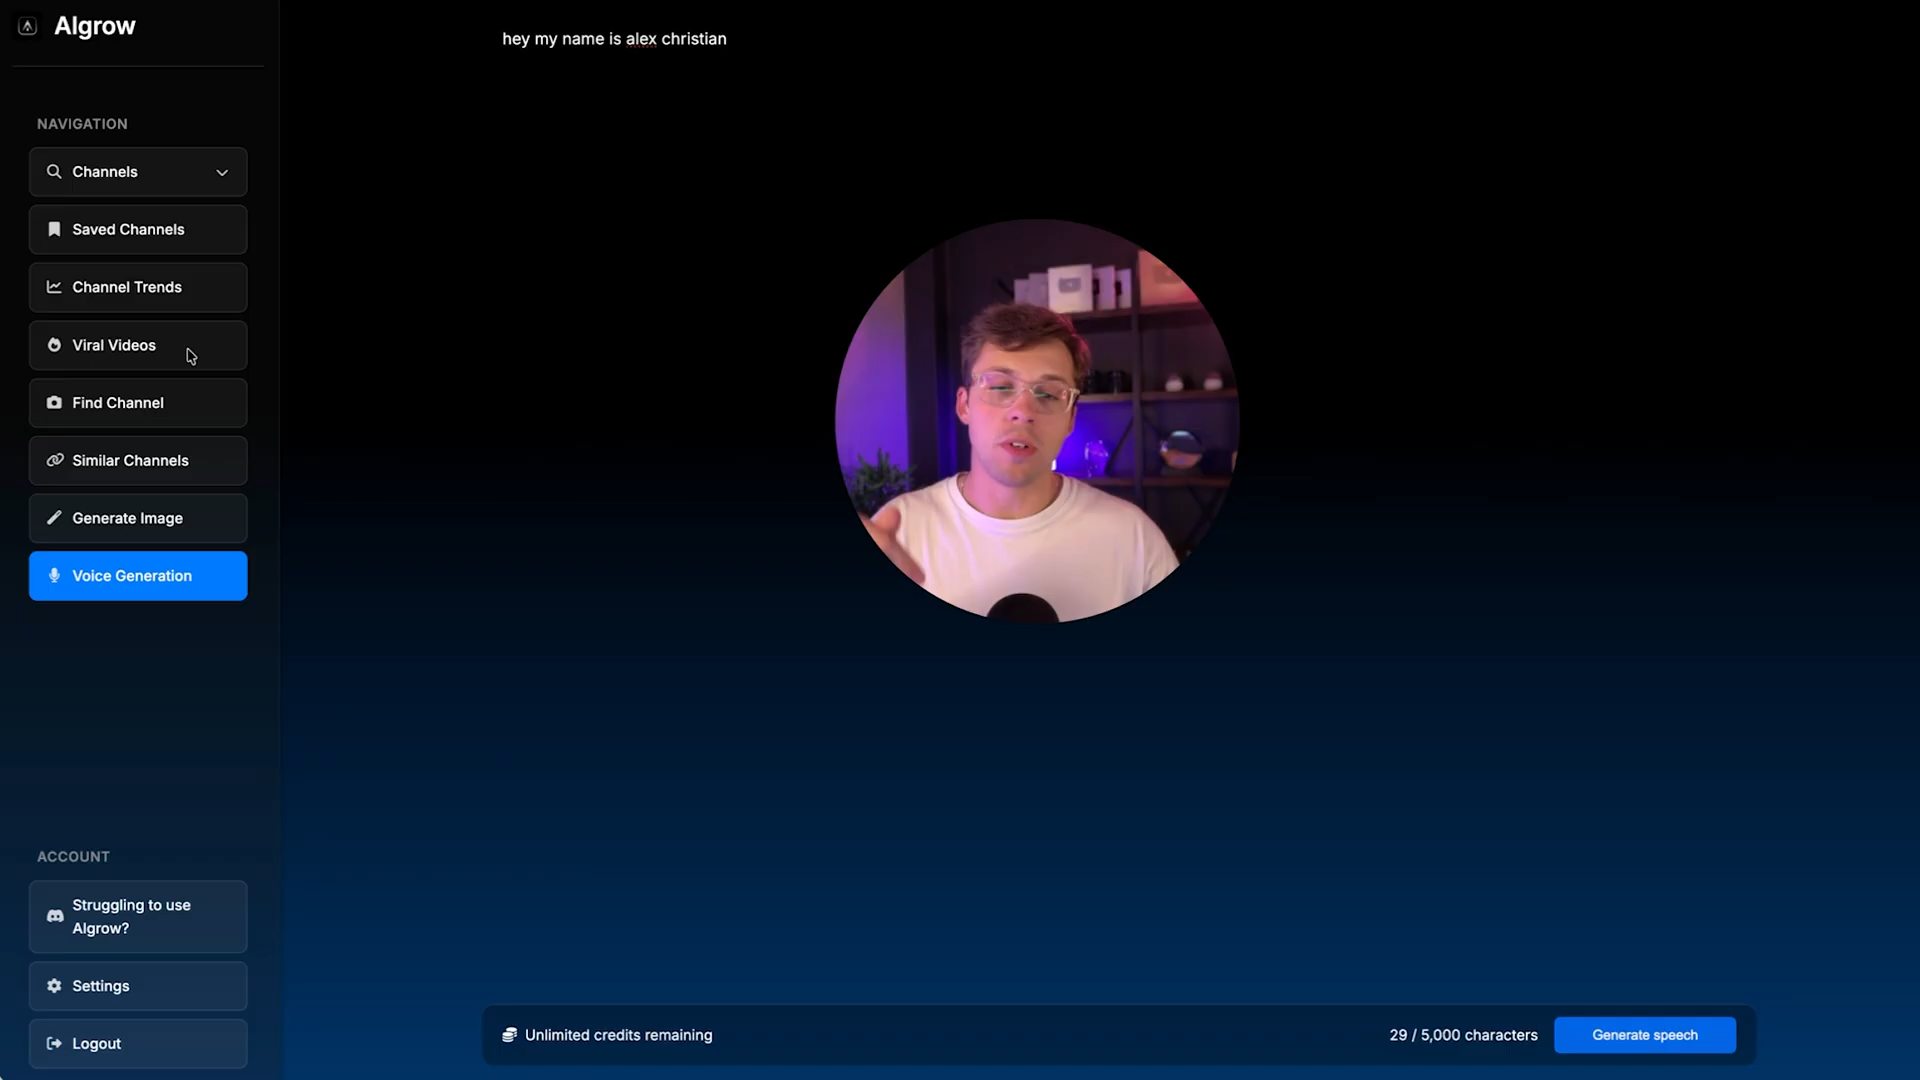 Algrow
hey my name is alex christian
NAVIGATION
Channels
Saved Channels
Channel Trends
Viral Videos
Find Channel
Similar Channels
Generate Image
Voice Generation
ACCOUNT
Struggling to use
Algrow?
Settings
Logout
Unlimited credits remaining
29 / 5,000 characters
Generate speech